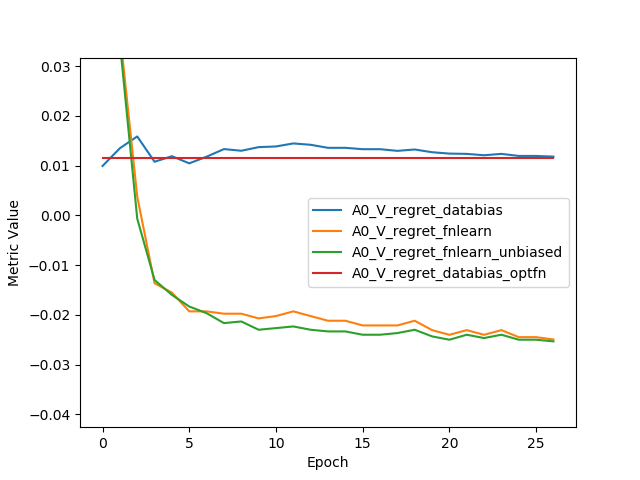 0.03
0.02
0.01
0.00
−0.01
−0.02
−0.03
−0.04
Metric Value
A0_V_regret_databias
A0_V_regret_fnlearn
A0_V_regret_fnlearn_unbiased
A0_V_regret_databias_optfn
0 5 10 15 20 25
Epoch